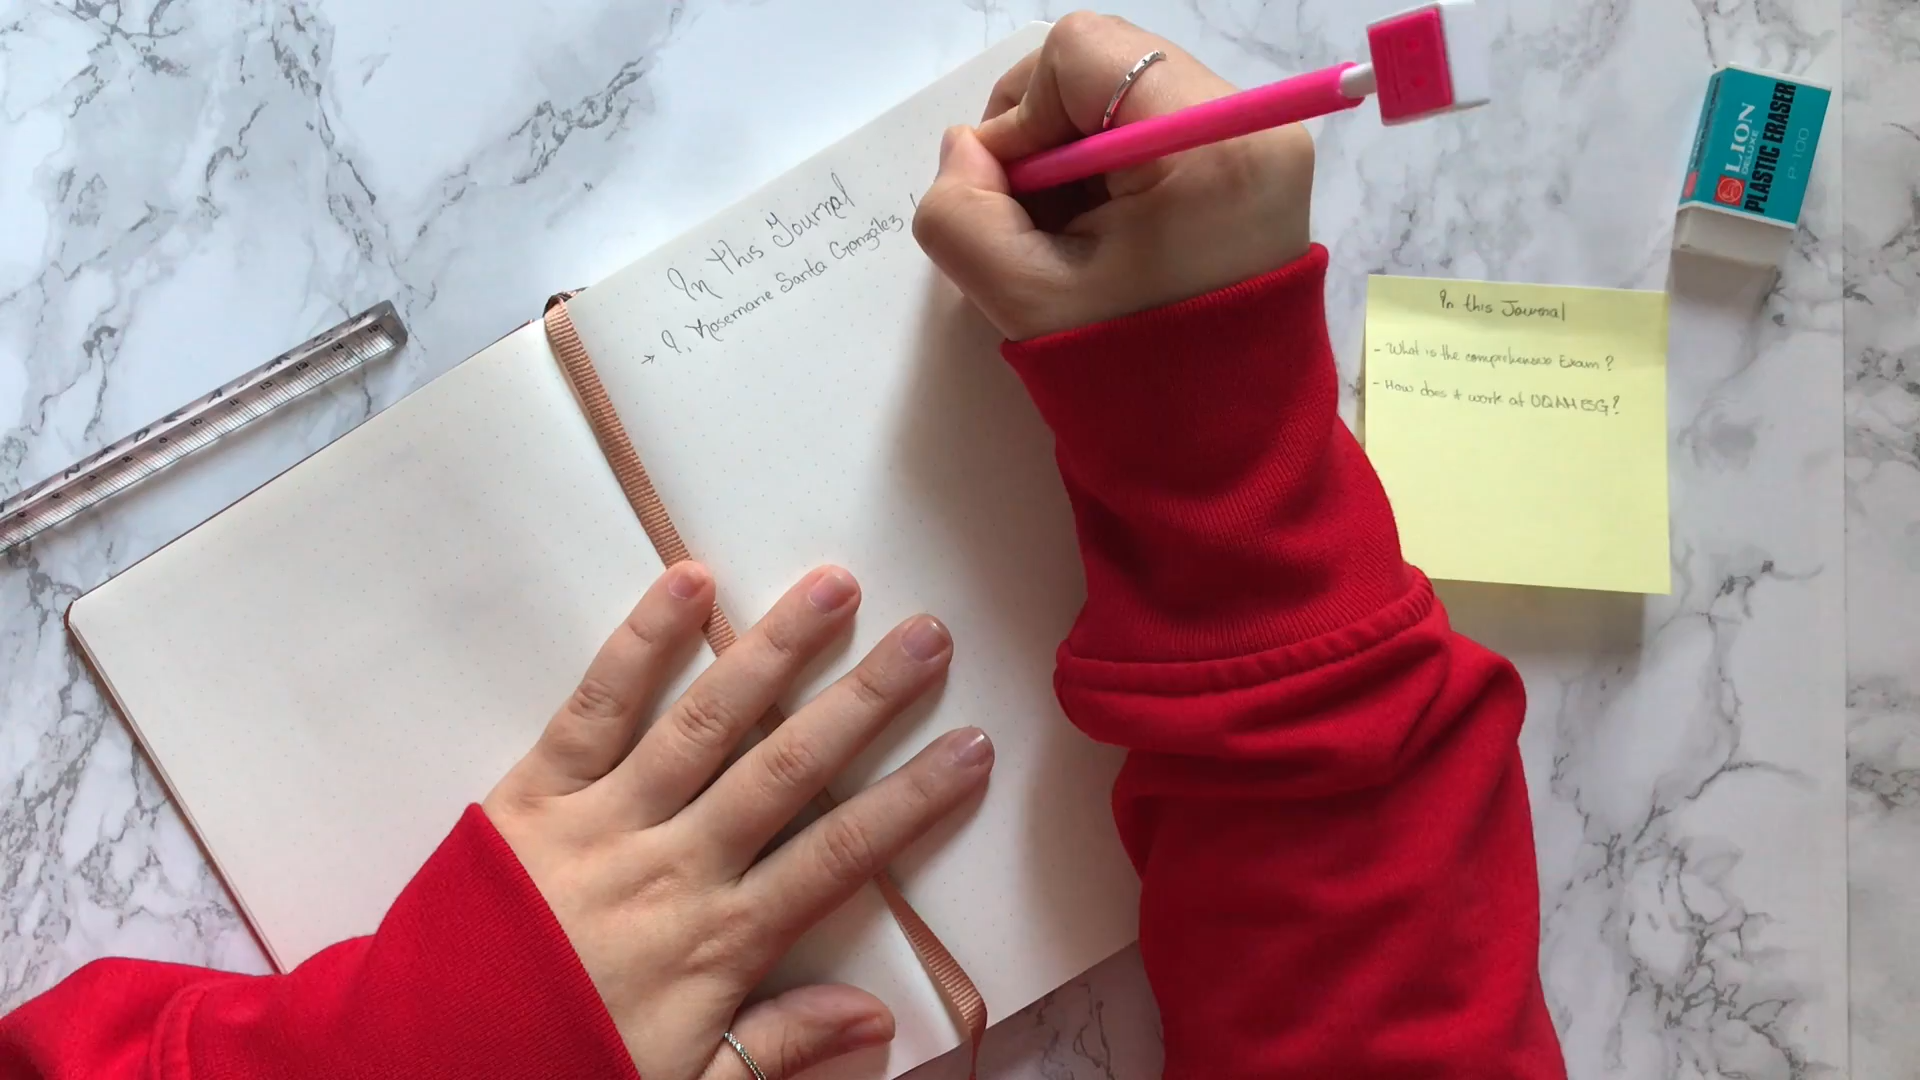 In this Journal
→ I, Rosemarie Santa González,
In this Journal
- What is the comprehensive Exam?
- How does it work at UQAM ESG?
LION
DELUXE
PLASTIC ERASER
P-100